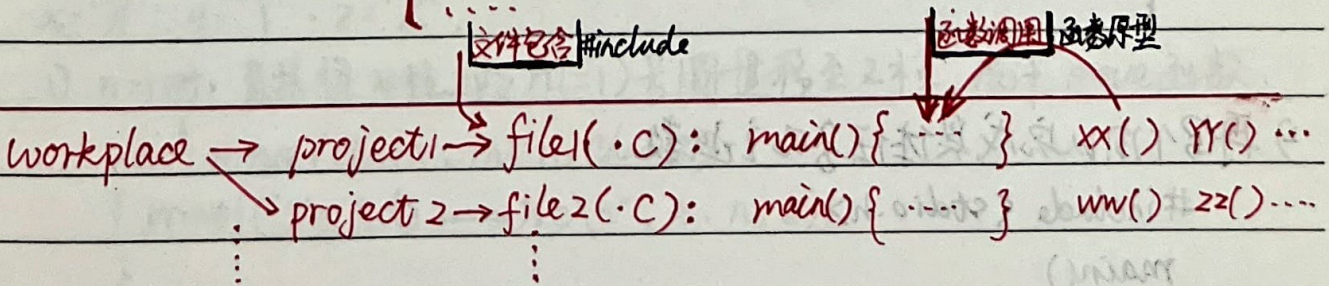 文件包含 #include 函数调用 函数原型
workplace → project1 → file1(.c): main(){ ...... } xx() YY() ...
project2 → file2(.c): main(){ ...... } ww() zz() ....